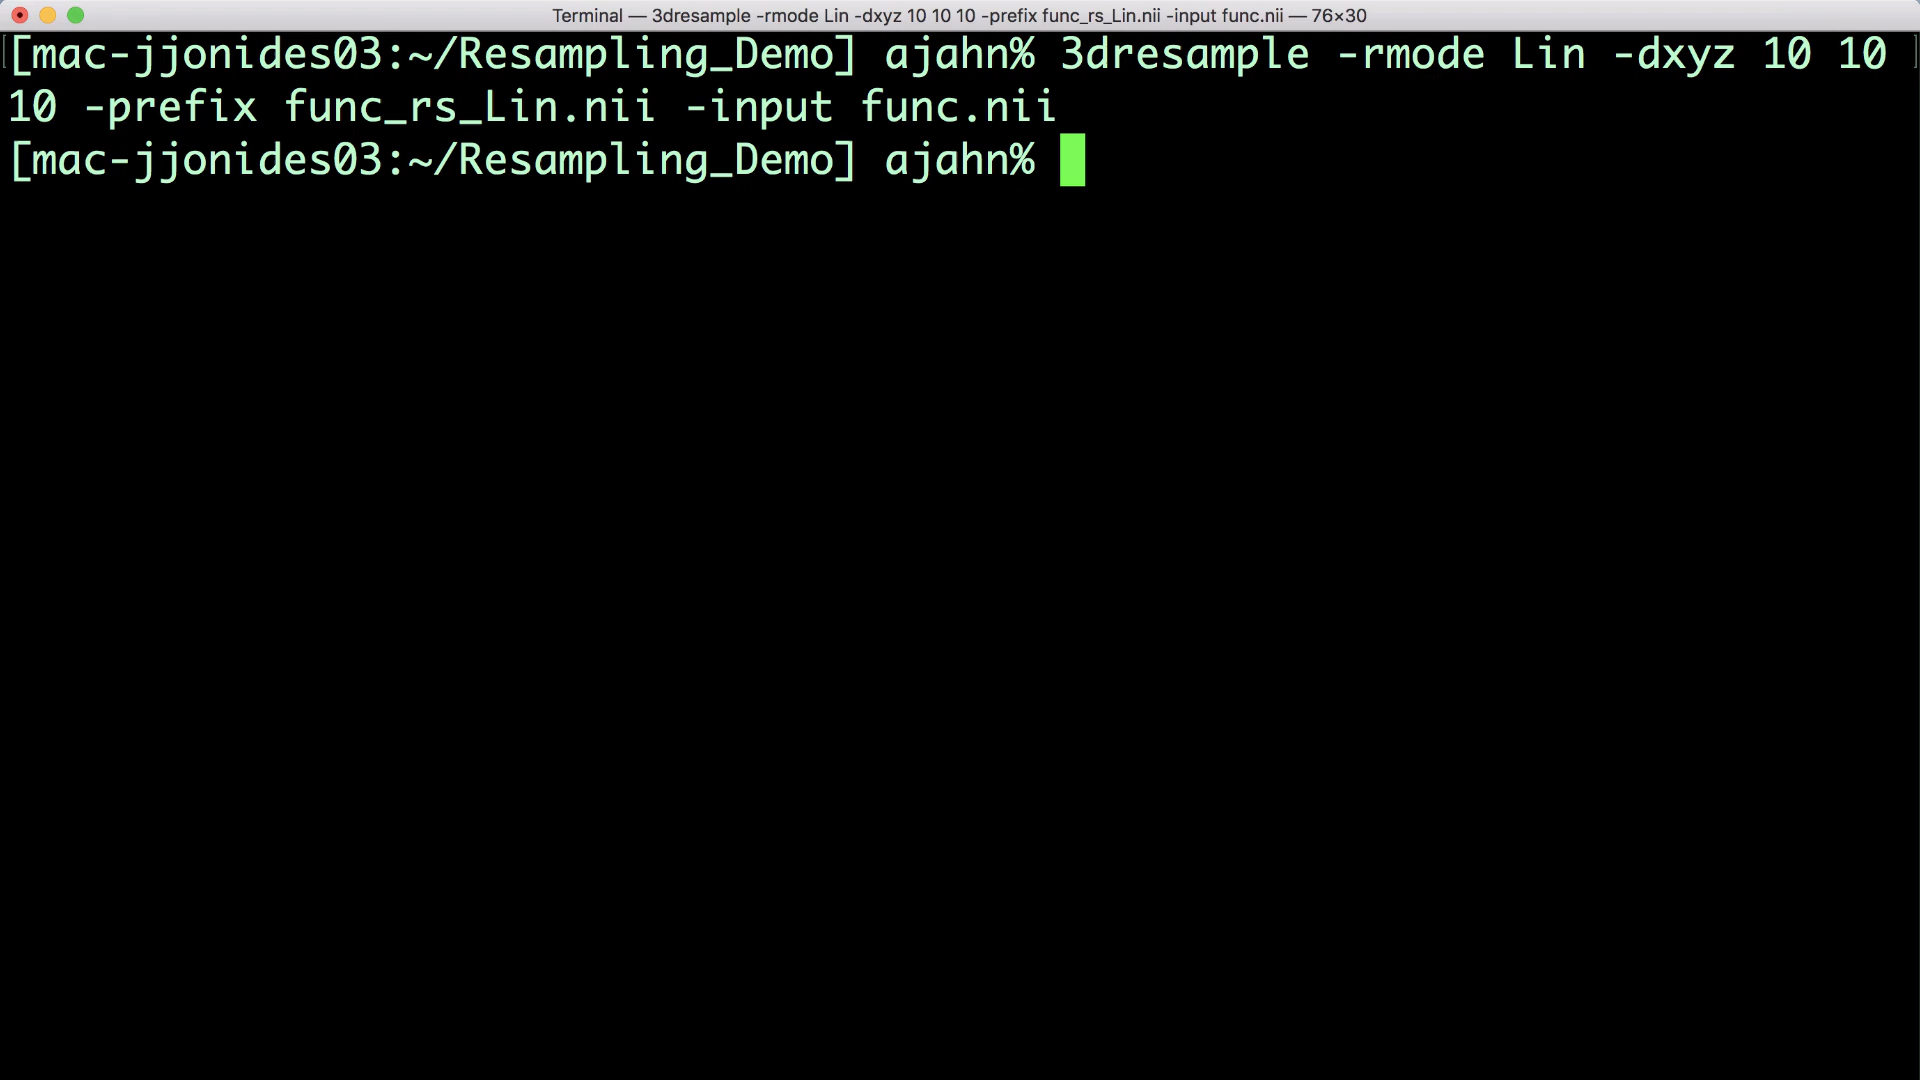 Terminal — 3dresample -rmode Lin -dxyz 10 10 10 -prefix func_rs_Lin.nii -input func.nii — 76×30
[mac-jjonides03:~/Resampling_Demo] ajahn% 3dresample -rmode Lin -dxyz 10 10
10 -prefix func_rs_Lin.nii -input func.nii
[mac-jjonides03:~/Resampling_Demo] ajahn%